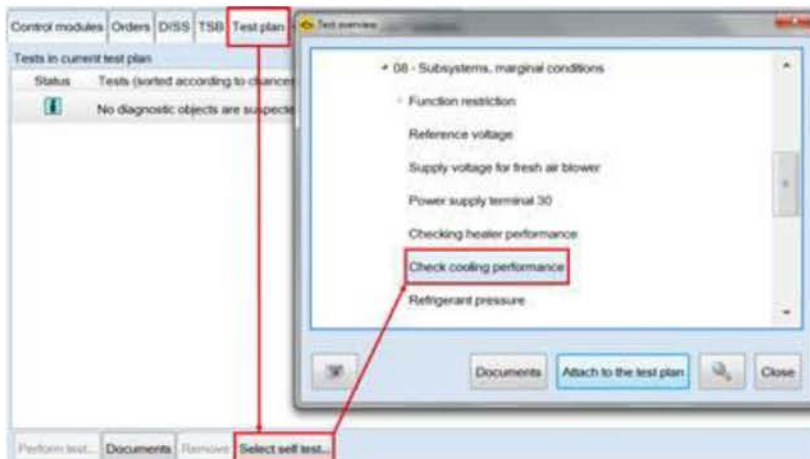 Control modules Orders DISS TSB Test plan
Tests in current test plan
Status Tests (sorted according to chances
No diagnostic objects are suspecte
Test overview
08 - Subsystems, marginal conditions
Function restriction
Reference voltage
Supply voltage for fresh air blower
Power supply terminal 30
Checking heater performance
Check cooling performance
Refrigerant pressure
Documents Attach to the test plan Close
Perform test... Documents Remove Select self test...